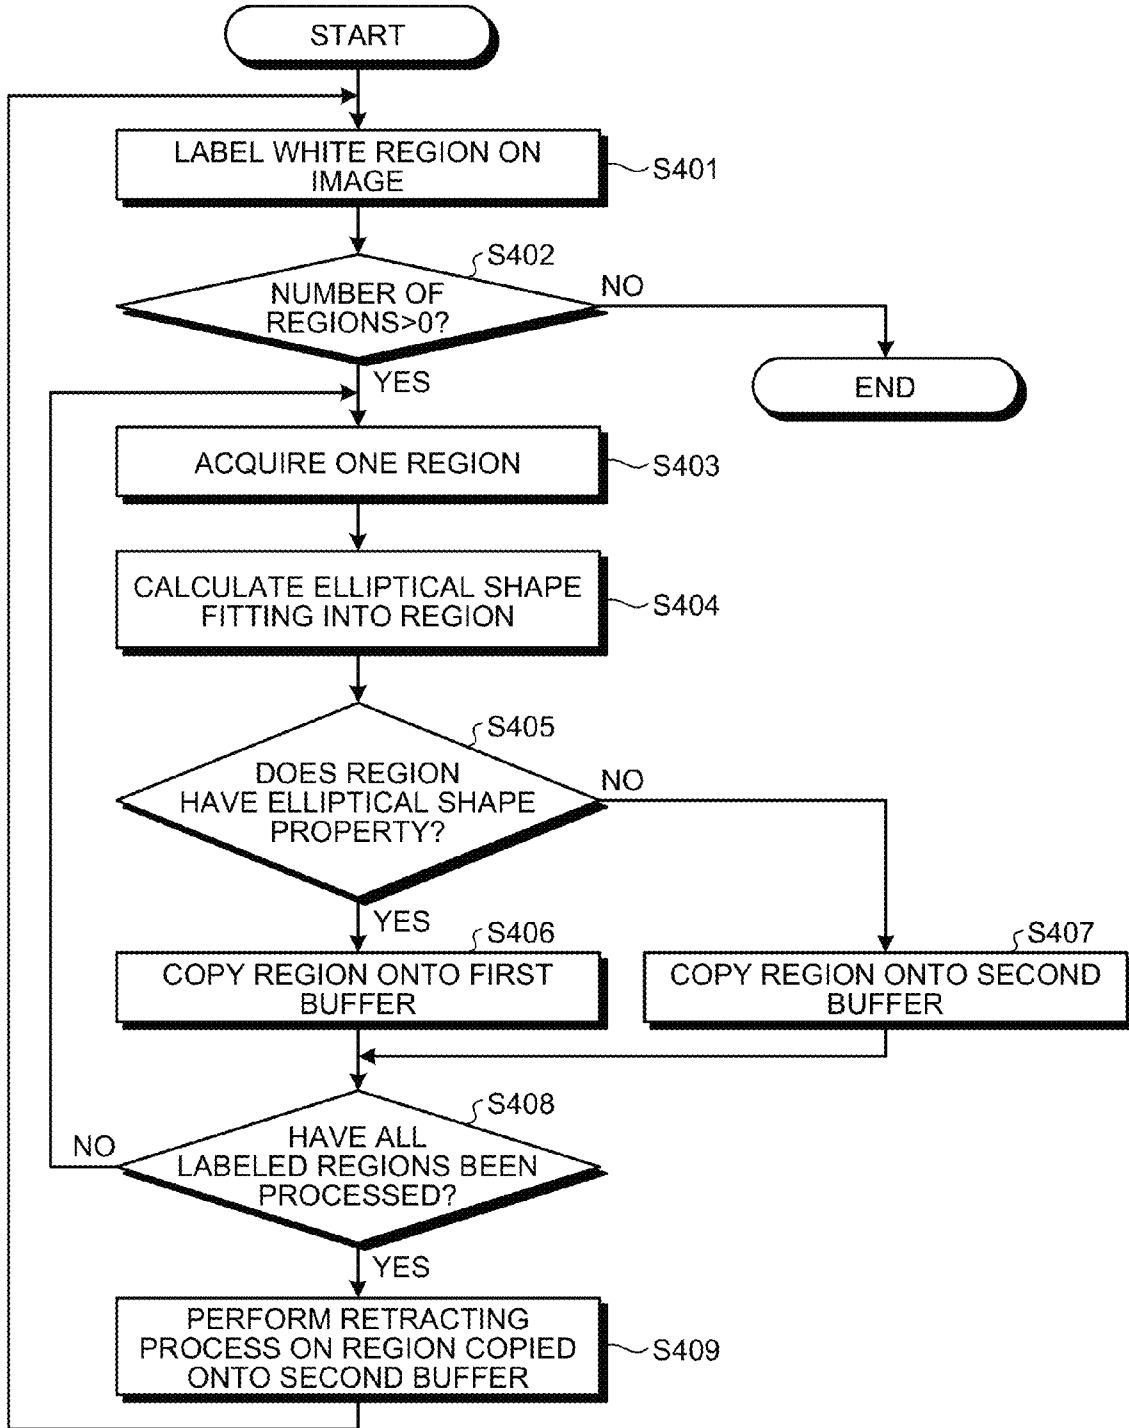 START
LABEL WHITE REGION ON
IMAGE
S401
S402
NUMBER OF
REGIONS>0?
NO
YES
END
ACQUIRE ONE REGION
S403
CALCULATE ELLIPTICAL SHAPE
FITTING INTO REGION
S404
S405
DOES REGION
HAVE ELLIPTICAL SHAPE
PROPERTY?
NO
YES
S406
COPY REGION ONTO FIRST
BUFFER
S407
COPY REGION ONTO SECOND
BUFFER
S408
HAVE ALL
LABELED REGIONS BEEN
PROCESSED?
NO
YES
PERFORM RETRACTING
PROCESS ON REGION COPIED
ONTO SECOND BUFFER
S409